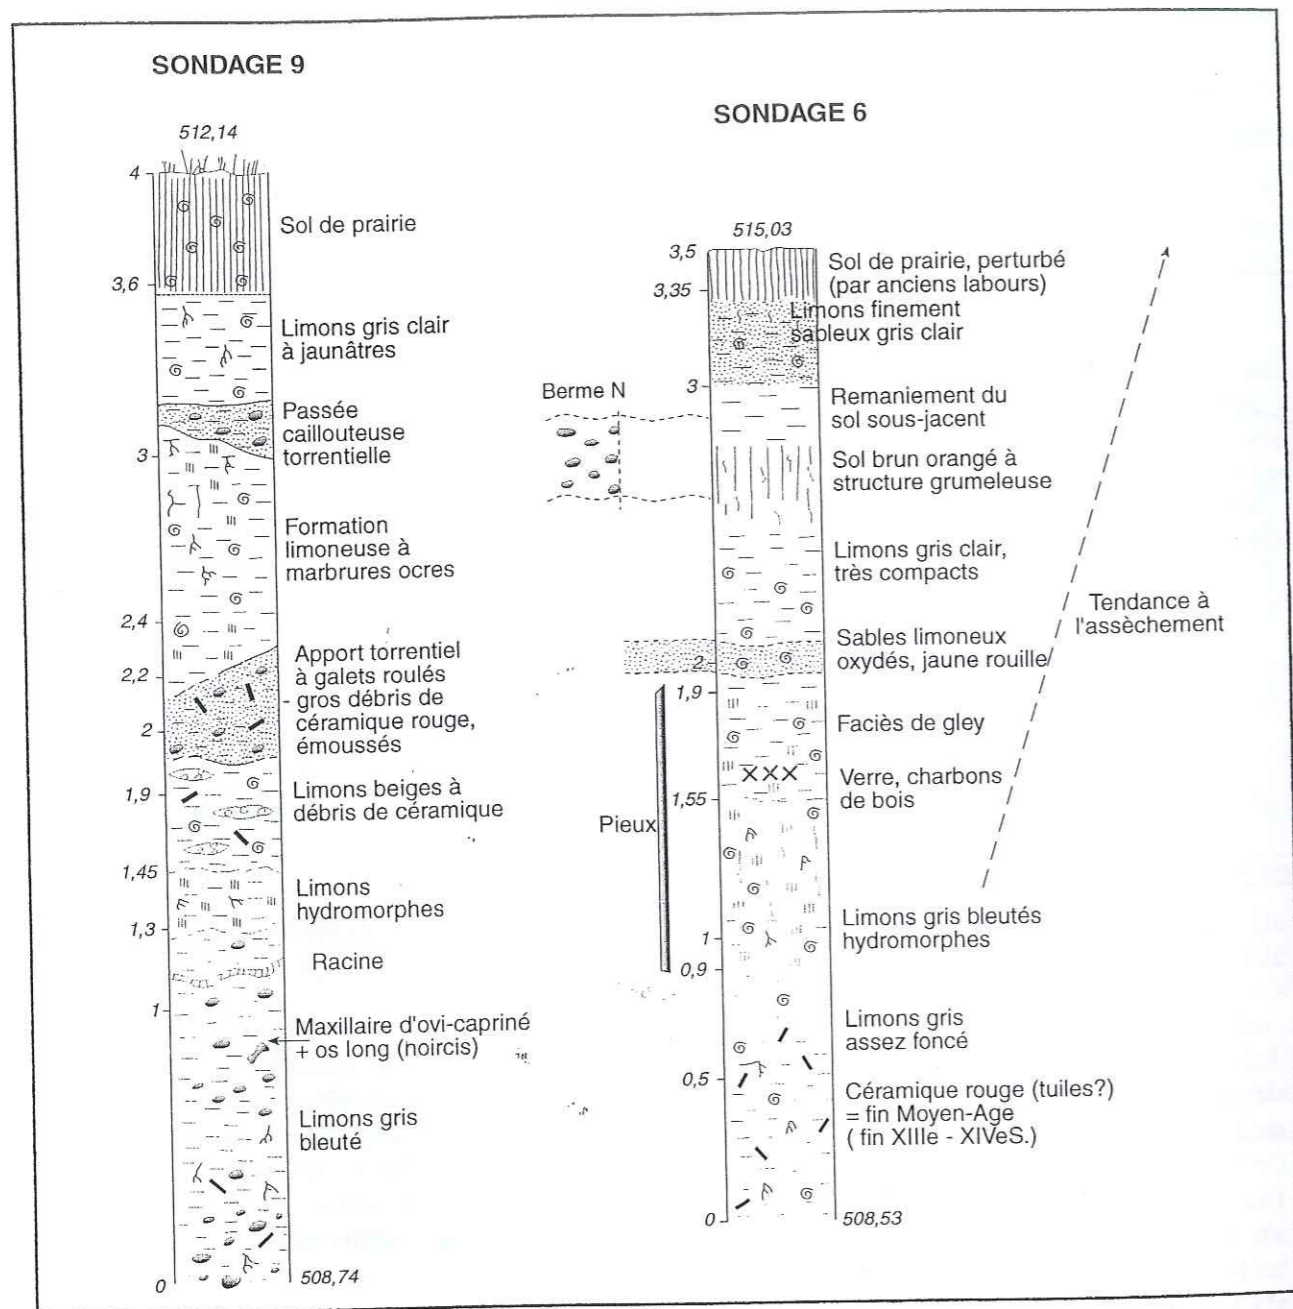 SONDAGE 9
512,14
4
Sol de prairie
3,6
Limons gris clair
à jaunâtres
Passée
caillouteuse
torrentielle
3
Formation
limoneuse à
marbrures ocres
2,4
2,2
Apport torrentiel
à galets roulés
gros débris de
céramique rouge,
émoussés
2
1,9
Limons beiges à
débris de céramique
1,45
Limons
hydromorphes
1,3
Racine
1
Maxillaire d'ovi-capriné
+ os long (noircis)
Limons gris
bleuté
0
508,74
SONDAGE 6
515,03
3,5
Sol de prairie, perturbé
(par anciens labours)
3,35
Limons finement
sableux gris clair
3
Berme N
Remaniement du
sol sous-jacent
Sol brun orangé à
structure grumeleuse
Limons gris clair,
très compacts
Sables limoneux
oxydés, jaune rouille
2
1,9
Faciès de gley
Verre, charbons
de bois
1,55
Pieux
Limons gris bleutés
hydromorphes
1
0,9
Limons gris
assez foncé
0,5
Céramique rouge (tuiles?)
= fin Moyen-Age
( fin XIIIe - XIVeS.)
0
508,53
Tendance à
l'assèchement